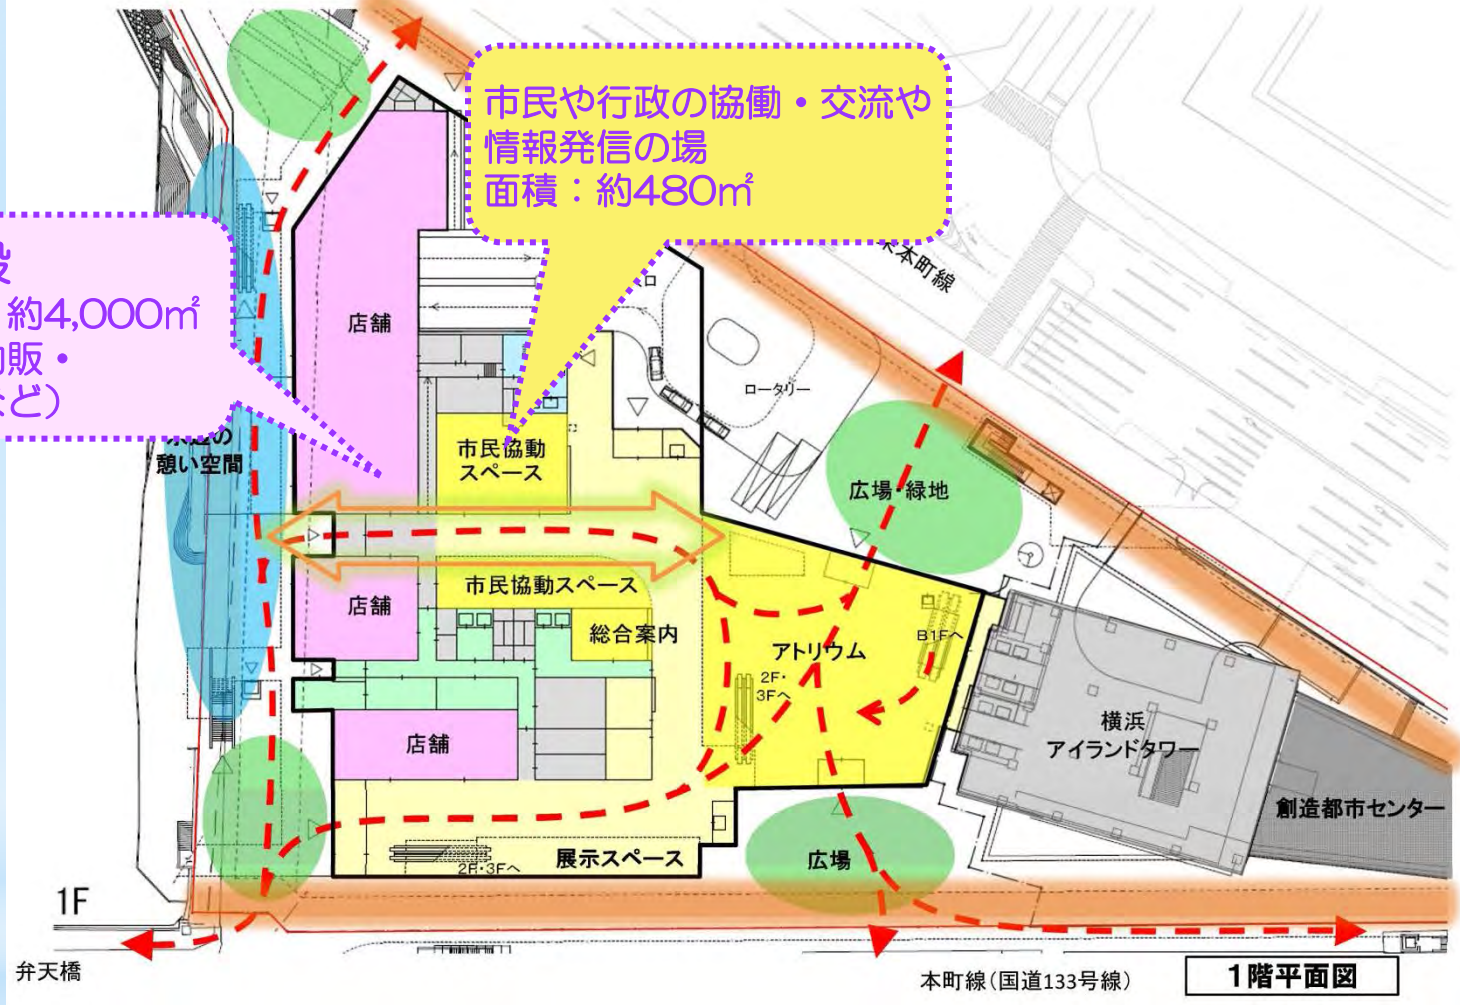 市民や行政の協働・交流や
情報発信の場
面積：約480㎡
約4,000㎡
販・
ど）
本町線
店舗
ロータリー
市民協動
スペース
憩い空間
広場・緑地
市民協動スペース
店舗
総合案内
B1Fへ
アトリウム
2F・
3Fへ
横浜
アイランドタワー
店舗
創造都市センター
展示スペース
2F・3Fへ
広場
1F
弁天橋
本町線（国道133号線）
1階平面図